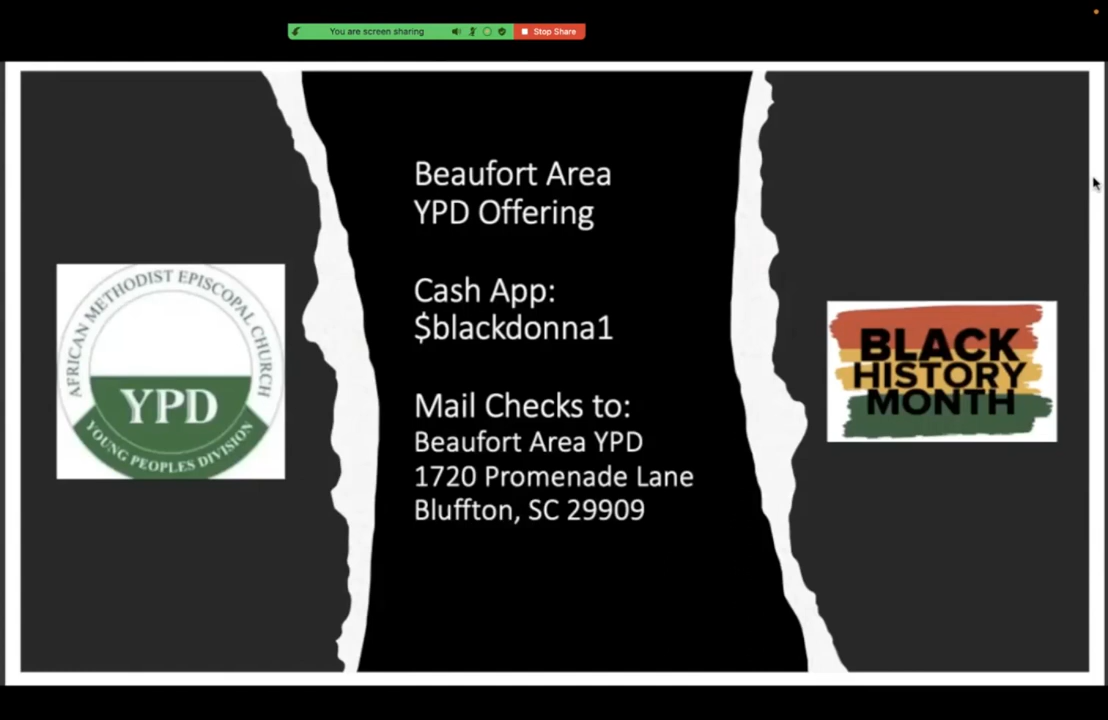 You are screen sharing
Stop Share
Beaufort Area
YPD Offering
Cash App:
$blackdonna1
Mail Checks to:
Beaufort Area YPD
1720 Promenade Lane
Bluffton, SC 29909
AFRICAN METHODIST EPISCOPAL CHURCH
YPD
YOUNG PEOPLES DIVISION
BLACK
HISTORY
MONTH